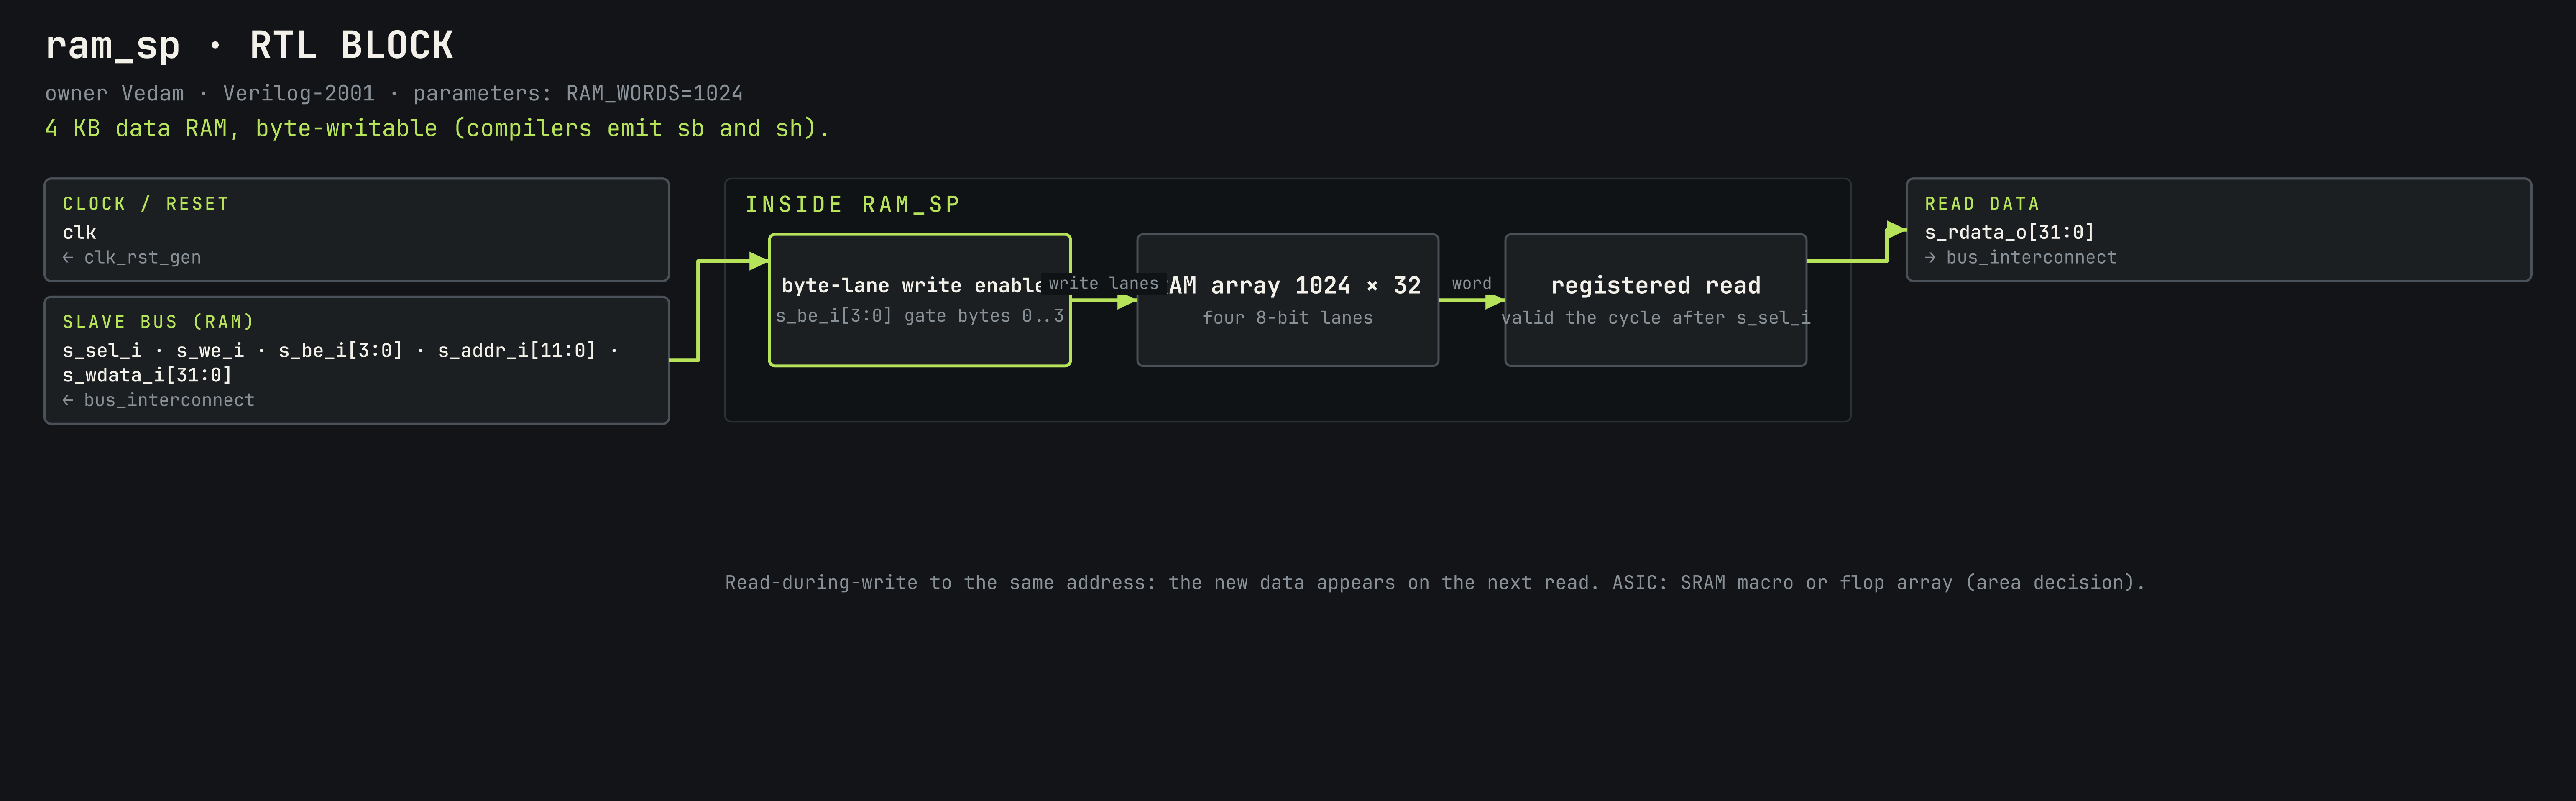 ram_sp · RTL BLOCK
owner Vedam · Verilog-2001 · parameters: RAM_WORDS=1024
4 KB data RAM, byte-writable (compilers emit sb and sh).
CLOCK / RESET
clk
← clk_rst_gen
SLAVE BUS (RAM)
s_sel_i · s_we_i · s_be_i[3:0] · s_addr_i[11:0] ·
s_wdata_i[31:0]
← bus_interconnect
INSIDE RAM_SP
byte-lane write enable
s_be_i[3:0] gate bytes 0..3
write lanes
AM array 1024 × 32
four 8-bit lanes
word
registered read
valid the cycle after s_sel_i
READ DATA
s_rdata_o[31:0]
→ bus_interconnect
Read-during-write to the same address: the new data appears on the next read. ASIC: SRAM macro or flop array (area decision).